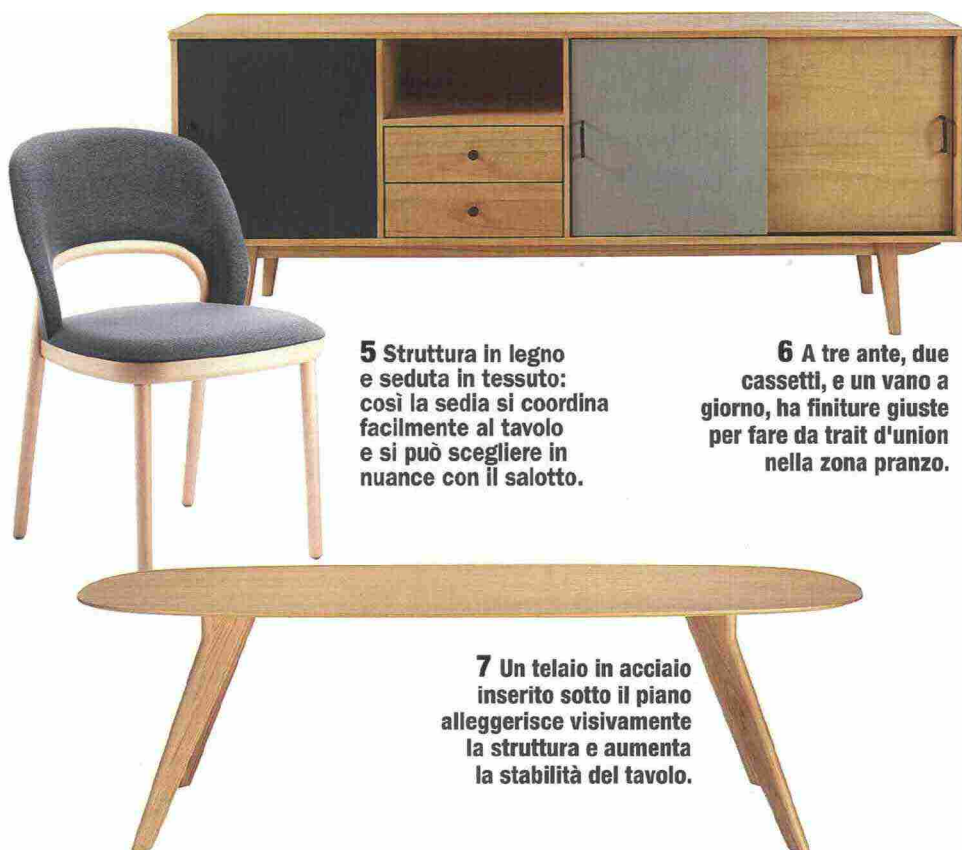 5 Struttura in legno
e seduta in tessuto:
così la sedia si coordina
facilmente al tavolo
e si può scegliere in
nuance con il salotto.
6 A tre ante, due
cassetti, e un vano a
giorno, ha finiture giuste
per fare da trait d'union
nella zona pranzo.
7 Un telaio in acciaio
inserito sotto il piano
alleggerisce visivamente
la struttura e aumenta
la stabilità del tavolo.